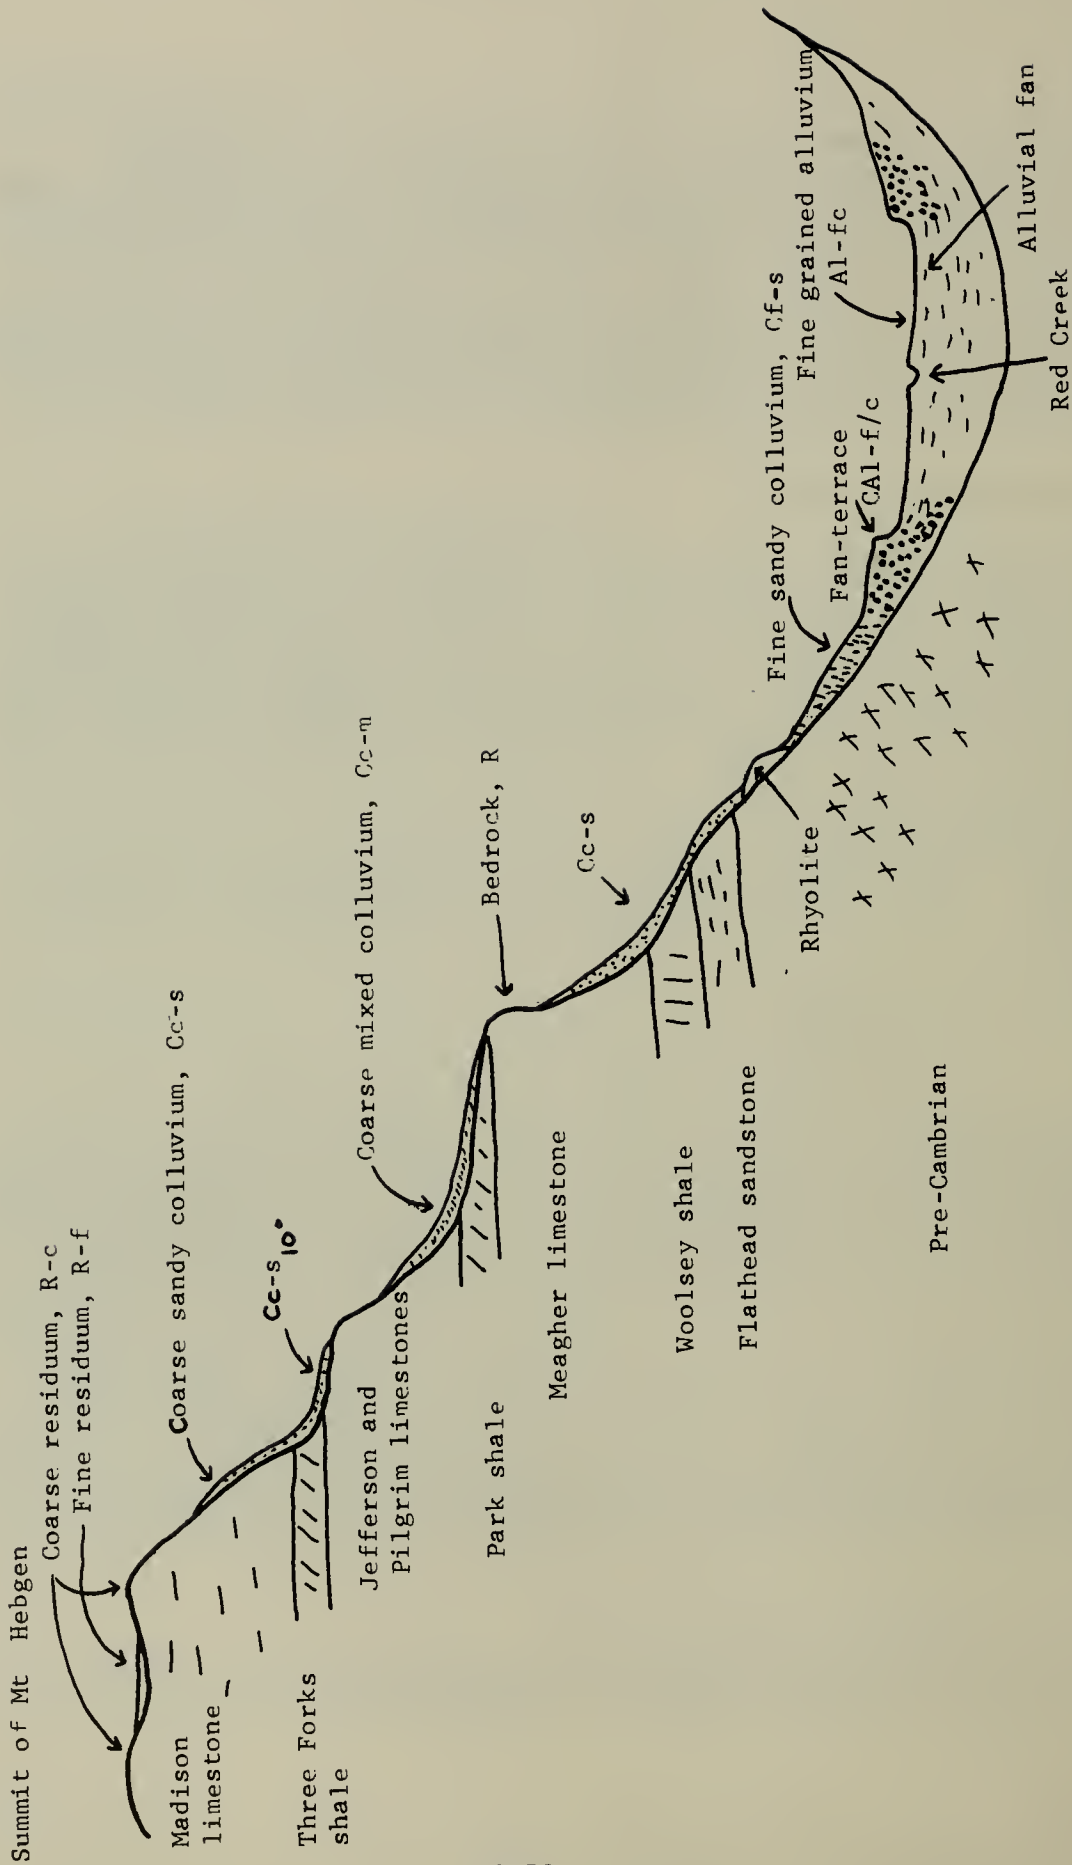 Summit of Mt Hebgen
Coarse residuum, R-c
Fine residuum, R-f
Coarse sandy colluvium, Cc-s
Madison
limestone
Cc-s 10°
Three Forks
shale
Coarse mixed colluvium, Cc-m
Jefferson and
Pilgrim limestones
Bedrock, R
Park shale
Meagher limestone
Cc-s
Woolsey shale
Flathead sandstone
Fine sandy colluvium, Cf-s
Fine grained alluvium
Al-fc
Fan-terrace
CAl-f/c
Rhyolite
Pre-Cambrian
Alluvial fan
Red Creek